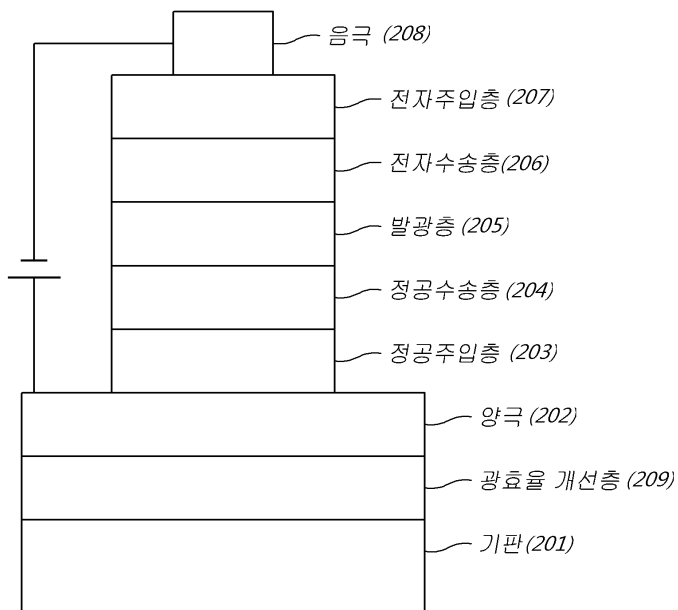 음극 (208)
전자주입층 (207)
전자수송층(206)
발광층 (205)
정공수송층 (204)
정공주입층 (203)
양극 (202)
광효율 개선층 (209)
기판 (201)